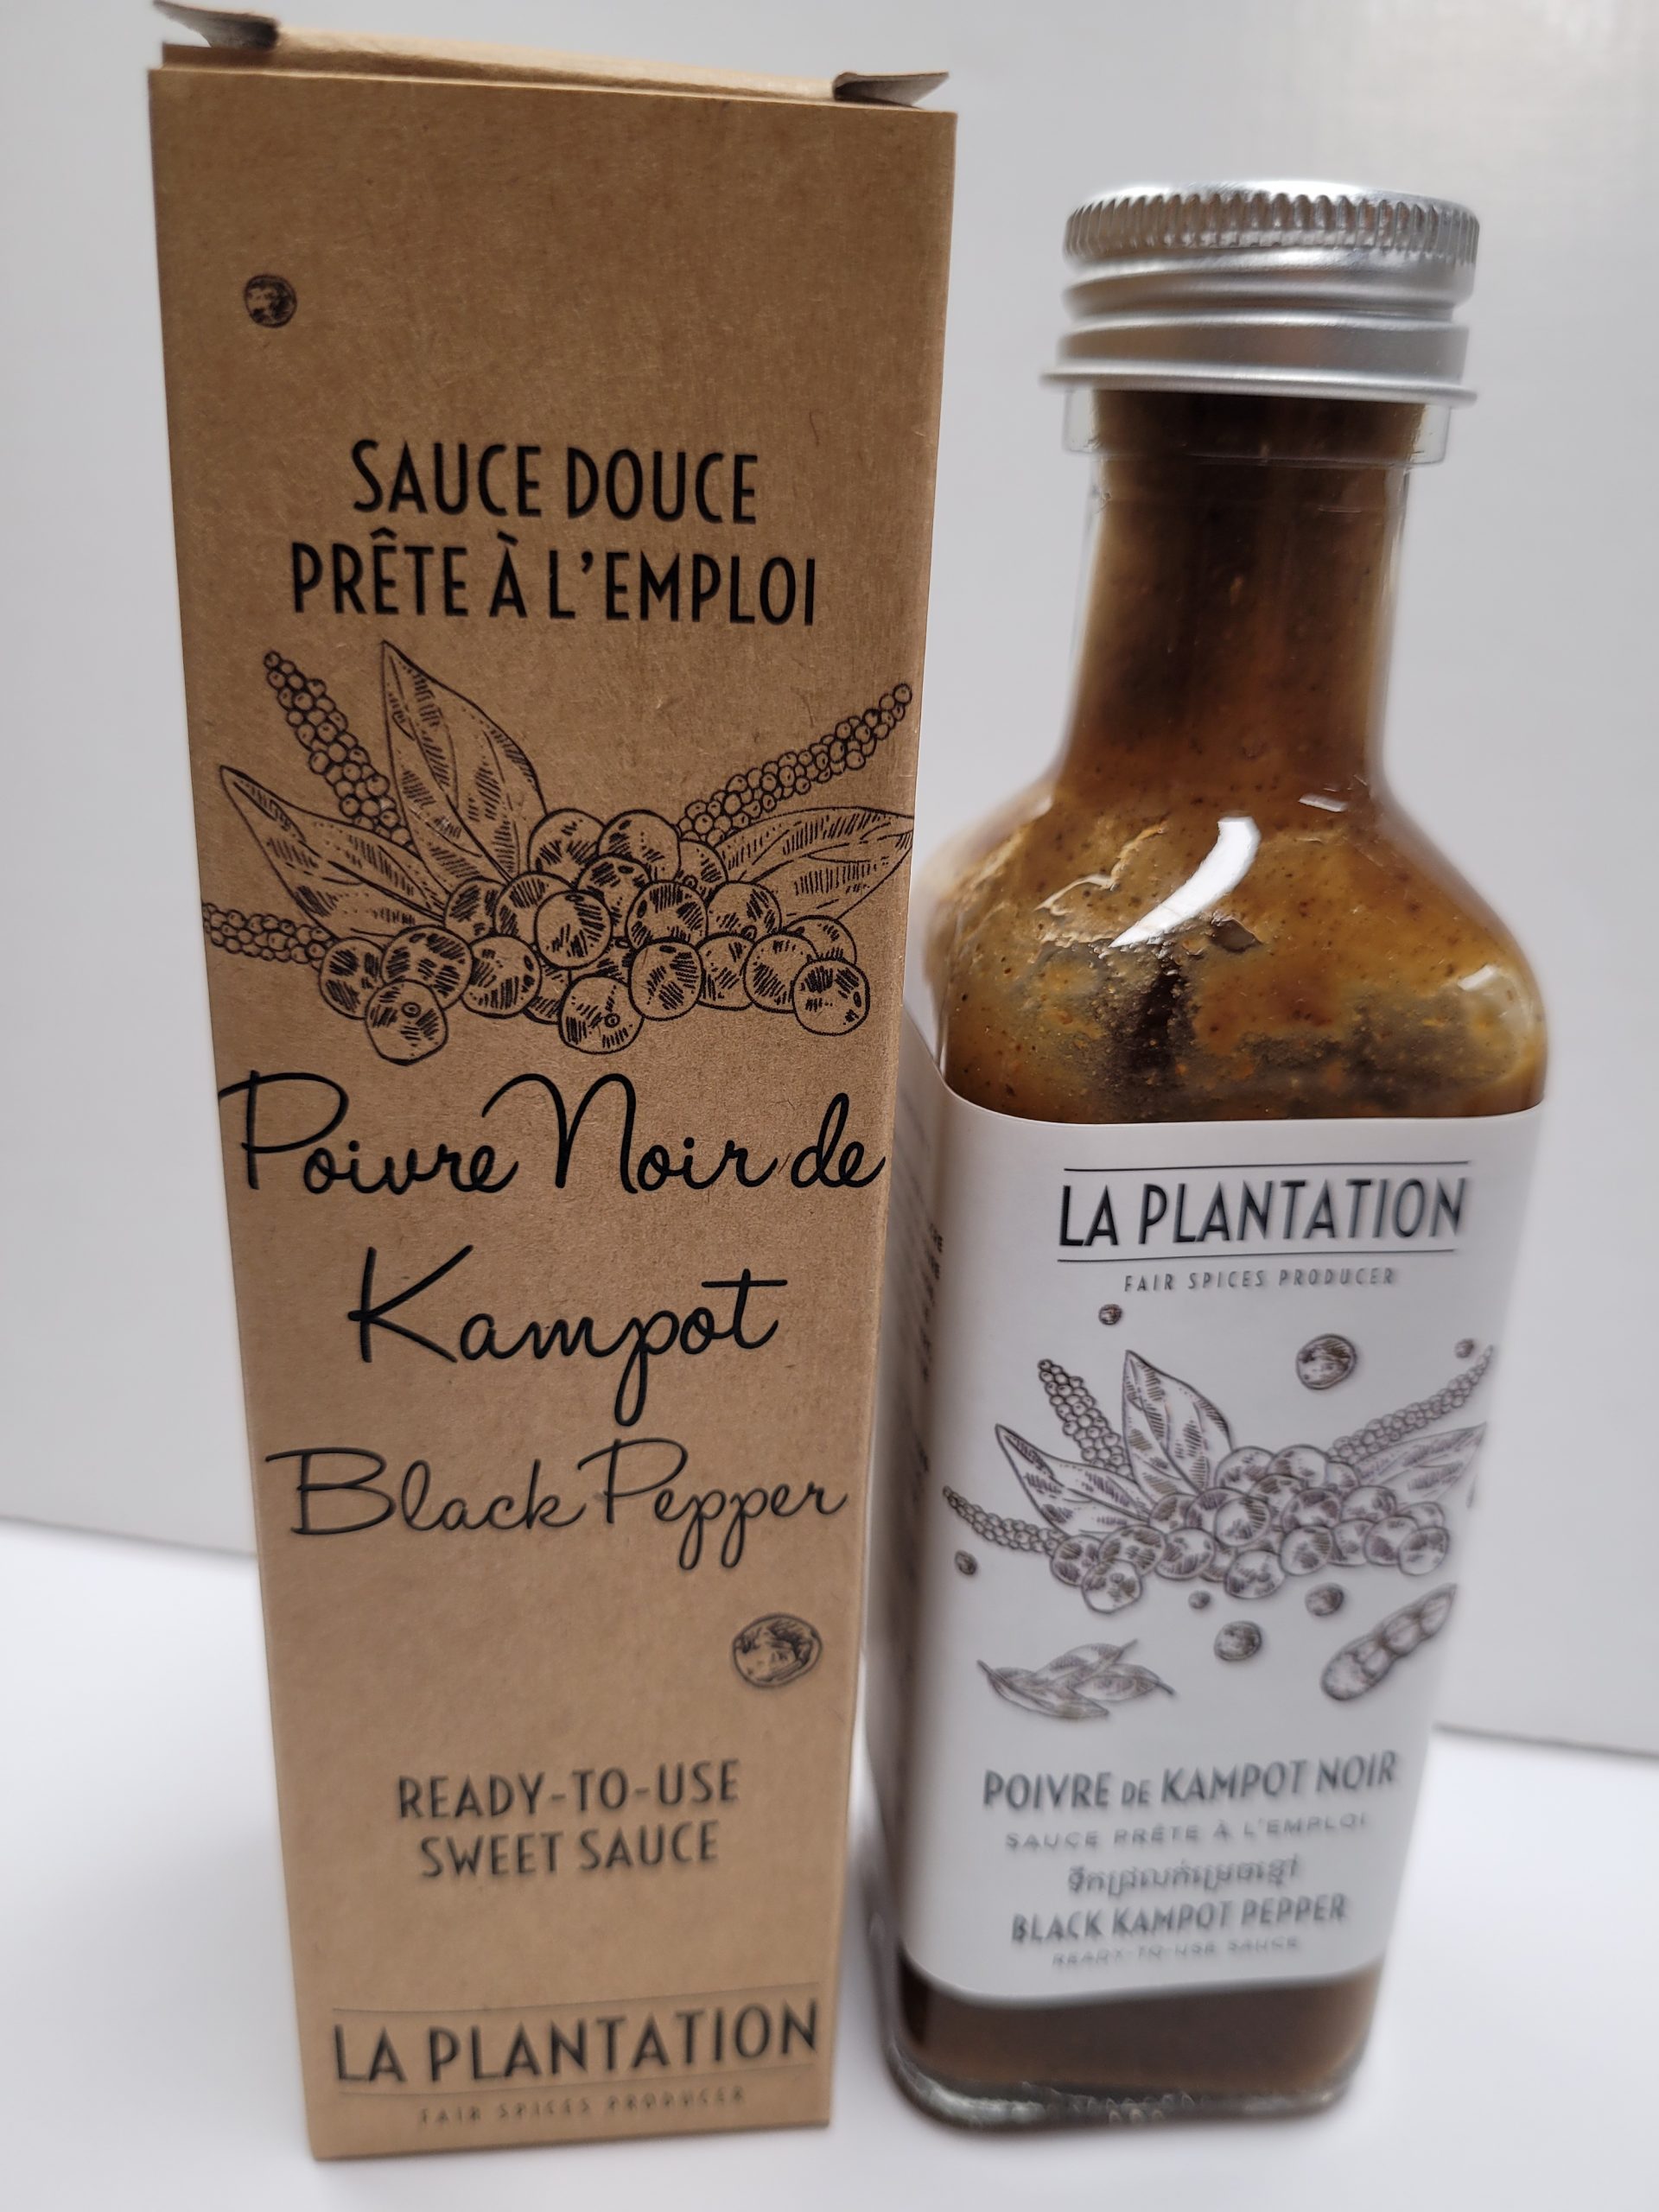 SAUCE DOUCE
PRÊTE À L'EMPLOI
Poivre Noir de
Kampot
Black Pepper
READY-TO-USE
SWEET SAUCE
LA PLANTATION
FAIR SPICES PRODUCER
LA PLANTATION
FAIR SPICES PRODUCER
POIVRE DE KAMPOT NOIR
SAUCE PRÊTE À L'EMPLOI
BLACK KAMPOT PEPPER
READY-TO-USE SAUCE